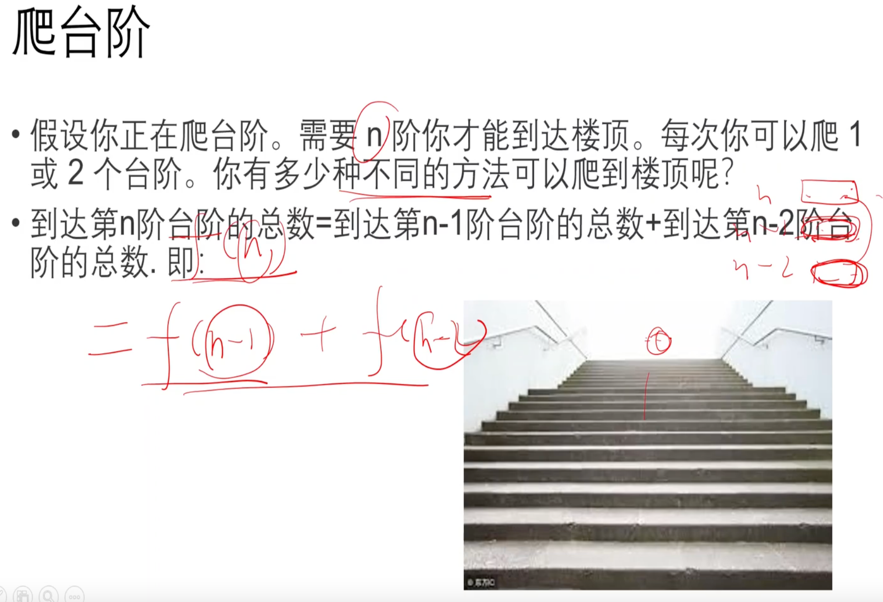 爬台阶
• 假设你正在爬台阶。需要 n 阶你才能到达楼顶。每次你可以爬 1
或 2 个台阶。你有多少种不同的方法可以爬到楼顶呢?
n
• 到达第n阶台阶的总数=到达第n-1阶台阶的总数+到达第n-2阶台
阶的总数. 即:
f(n)
n-2
= f(n-1) + f(n-2)
© 东方IC